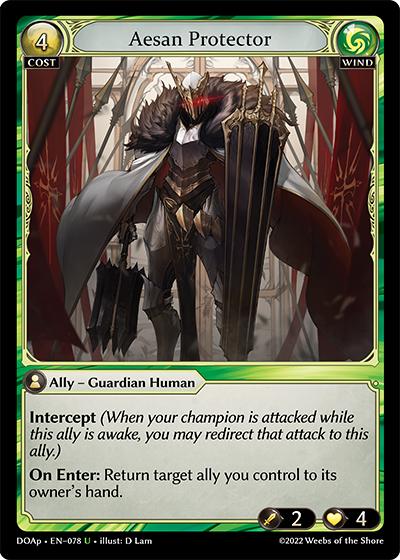 4
Aesan Protector
COST
WIND
Ally – Guardian Human
Intercept (When your champion is attacked while
this ally is awake, you may redirect that attack to this
ally.)
On Enter: Return target ally you control to its
owner's hand.
2
4
DOAp • EN-078 U • illust: D Lam
©2022 Weebs of the Shore